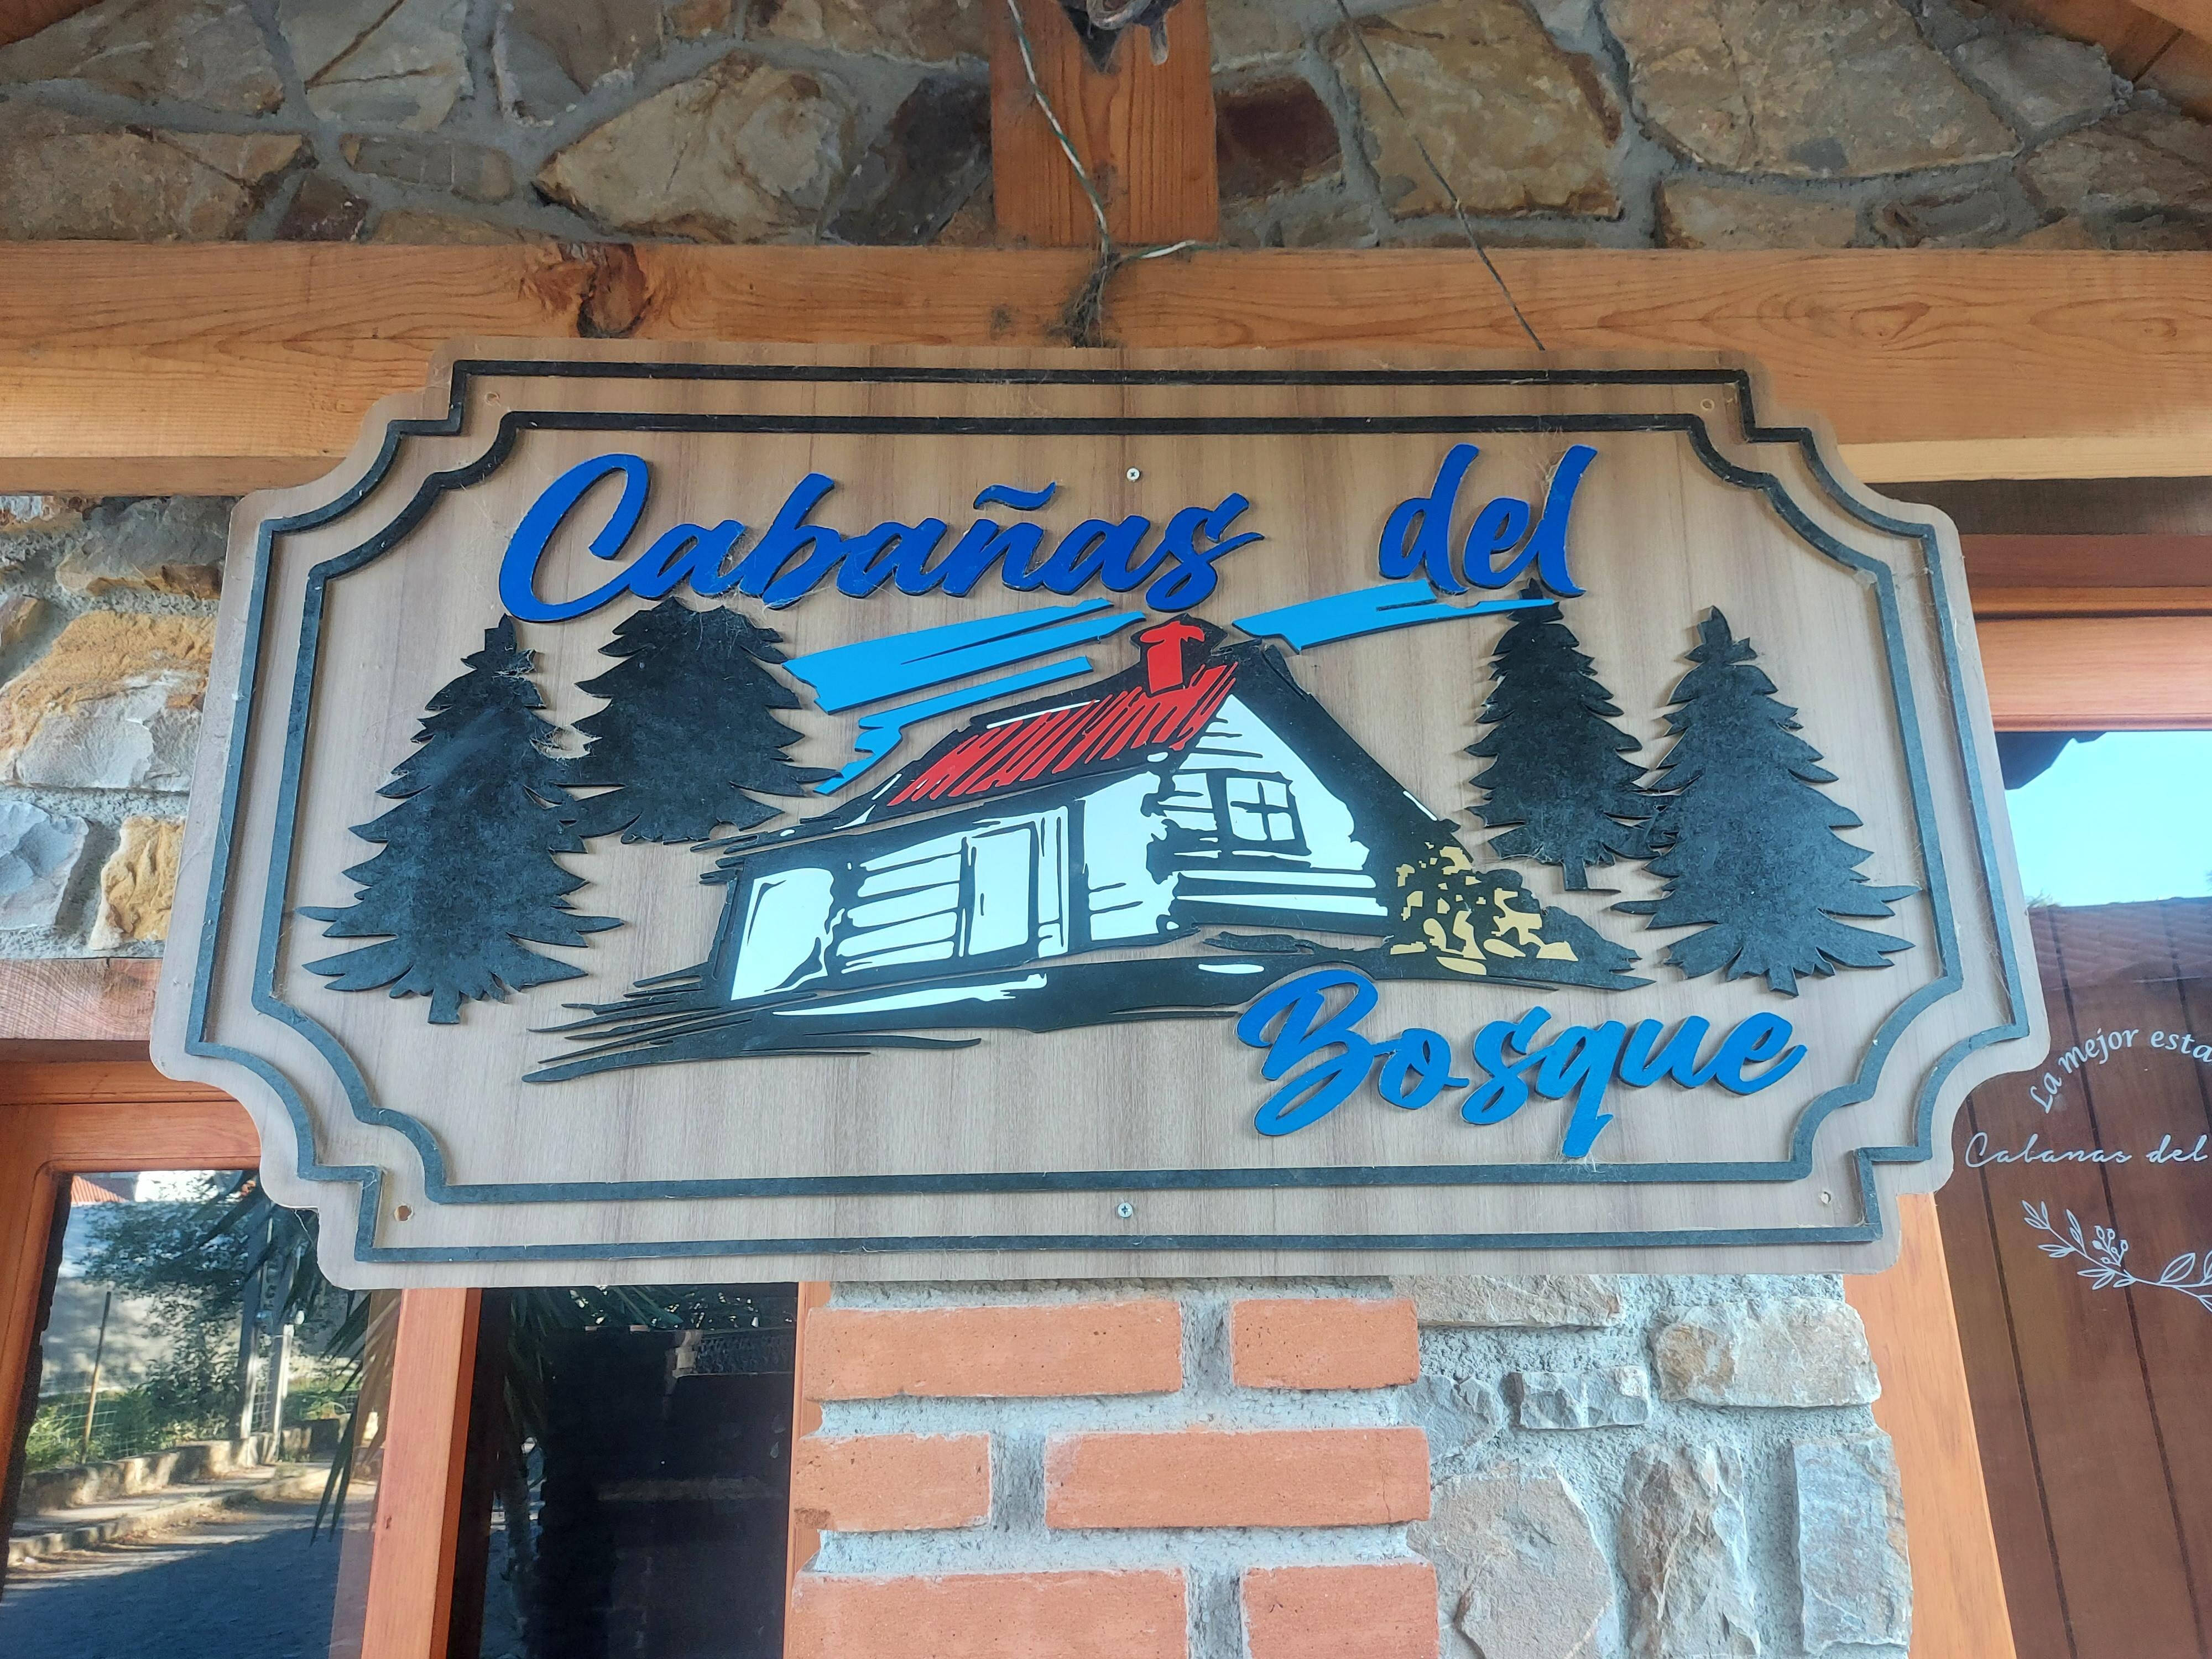 Cabañas del
Bosque
La mejor esta
Cabanas del